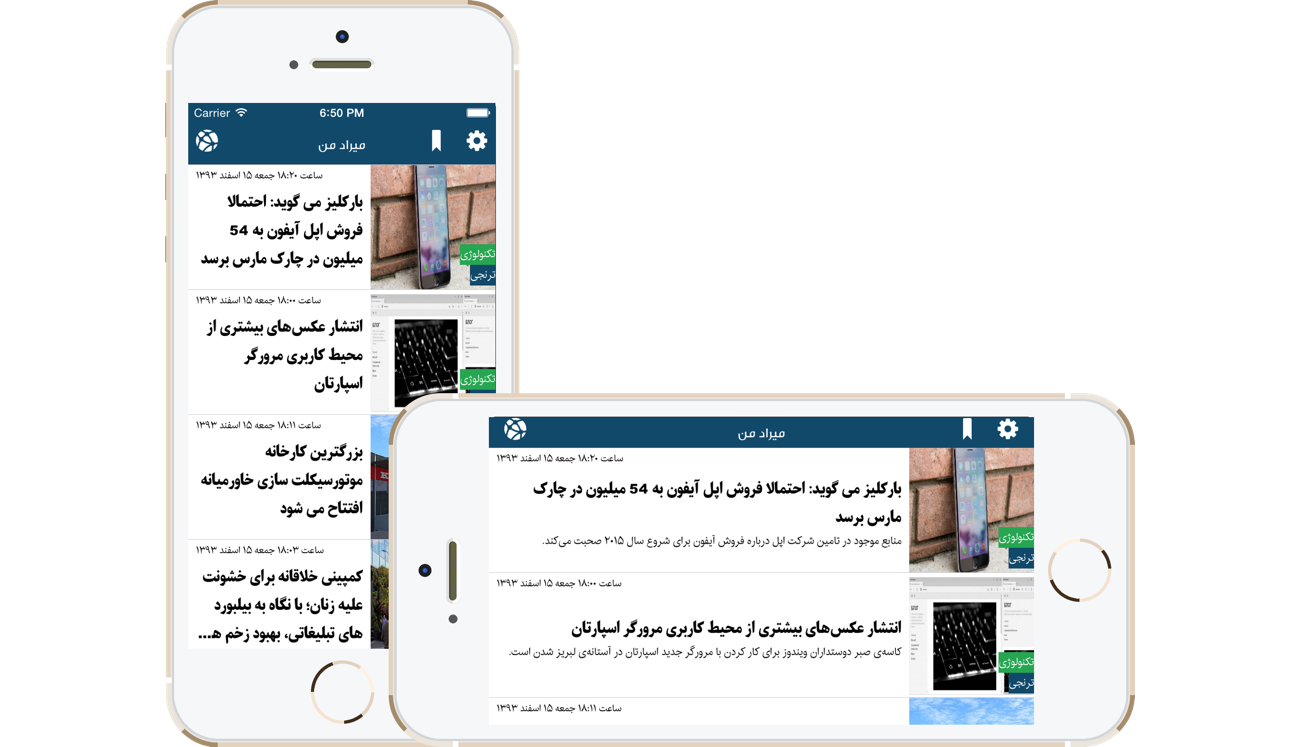 Carrier 6:50 PM
میراد من
ساعت ۱۸:۲۰ جمعه ۱۵ اسفند ۱۳۹۳
بارکلیز می گوید: احتمالا
فروش اپل آیفون به 54
میلیون در چارک مارس برسد
تکنولوژی
ترنجی
ساعت ۱۸:۰۰ جمعه ۱۵ اسفند ۱۳۹۳
انتشار عکس‌های بیشتری از
محیط کاربری مرورگر
اسپارتان
تکنولوژی
ساعت ۱۸:۱۱ جمعه ۱۵ اسفند ۱۳۹۳
بزرگترین کارخانه
موتورسیکلت سازی خاورمیانه
افتتاح می شود
ساعت ۱۸:۰۳ جمعه ۱۵ اسفند ۱۳۹۳
کمپینی خلاقانه برای خشونت
علیه زنان؛ با نگاه به بیلبورد
های تبلیغاتی، بهبود زخم ه...
میراد من
ساعت ۱۸:۲۰ جمعه ۱۵ اسفند ۱۳۹۳
بارکلیز می گوید: احتمالا فروش اپل آیفون به 54 میلیون در چارک
مارس برسد
منابع موجود در تامین شرکت اپل درباره فروش آیفون برای شروع سال ۲۰۱۵ صحبت می‌کند.
تکنولوژی
ترنجی
ساعت ۱۸:۰۰ جمعه ۱۵ اسفند ۱۳۹۳
انتشار عکس‌های بیشتری از محیط کاربری مرورگر اسپارتان
کاسه‌ی صبر دوستداران ویندوز برای کار کردن با مرورگر جدید اسپارتان در آستانه‌ی لبریز شدن است.
تکنولوژی
ترنجی
ساعت ۱۸:۱۱ جمعه ۱۵ اسفند ۱۳۹۳